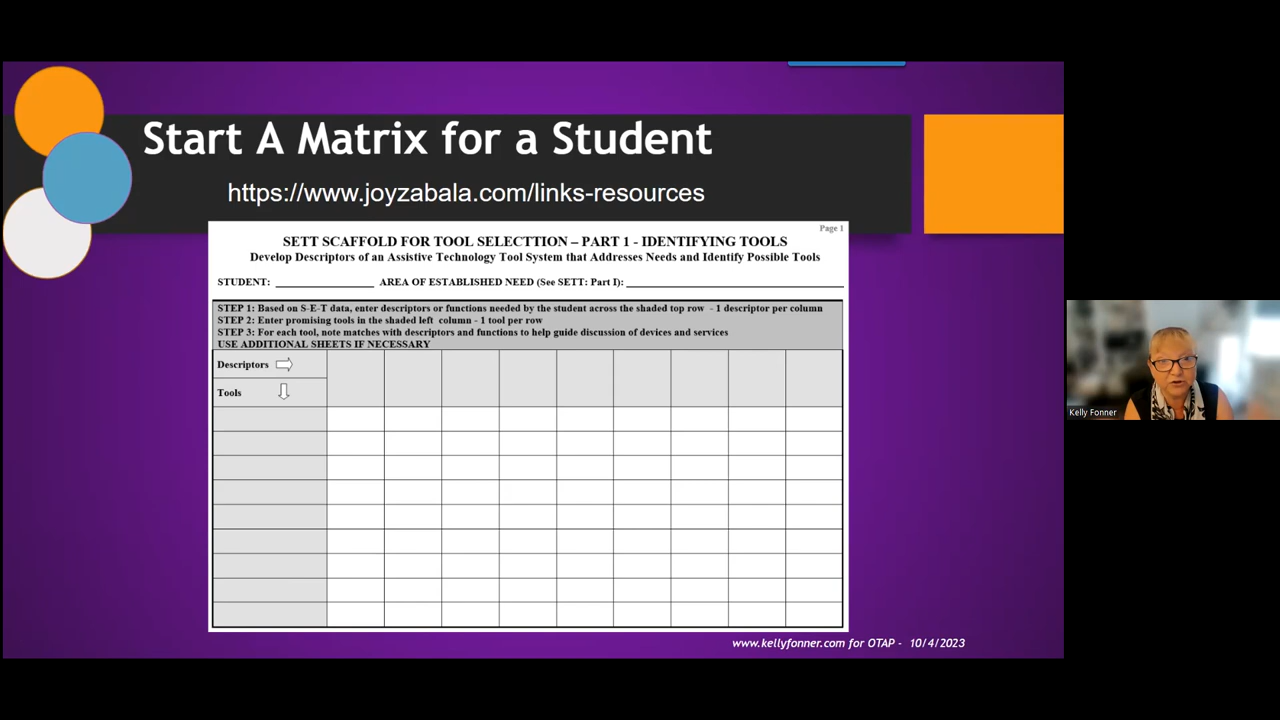 Start A Matrix for a Student
https://www.joyzabala.com/links-resources
Page 1
SETT SCAFFOLD FOR TOOL SELECTTION – PART 1 - IDENTIFYING TOOLS
Develop Descriptors of an Assistive Technology Tool System that Addresses Needs and Identify Possible Tools
STUDENT: ________________ AREA OF ESTABLISHED NEED (See SETT: Part I): ____________________________________
STEP 1: Based on S-E-T data, enter descriptors or functions needed by the student across the shaded top row - 1 descriptor per column
STEP 2: Enter promising tools in the shaded left column - 1 tool per row
STEP 3: For each tool, note matches with descriptors and functions to help guide discussion of devices and services
USE ADDITIONAL SHEETS IF NECESSARY
Descriptors
Tools
Kelly Fonner
www.kellyfonner.com for OTAP - 10/4/2023